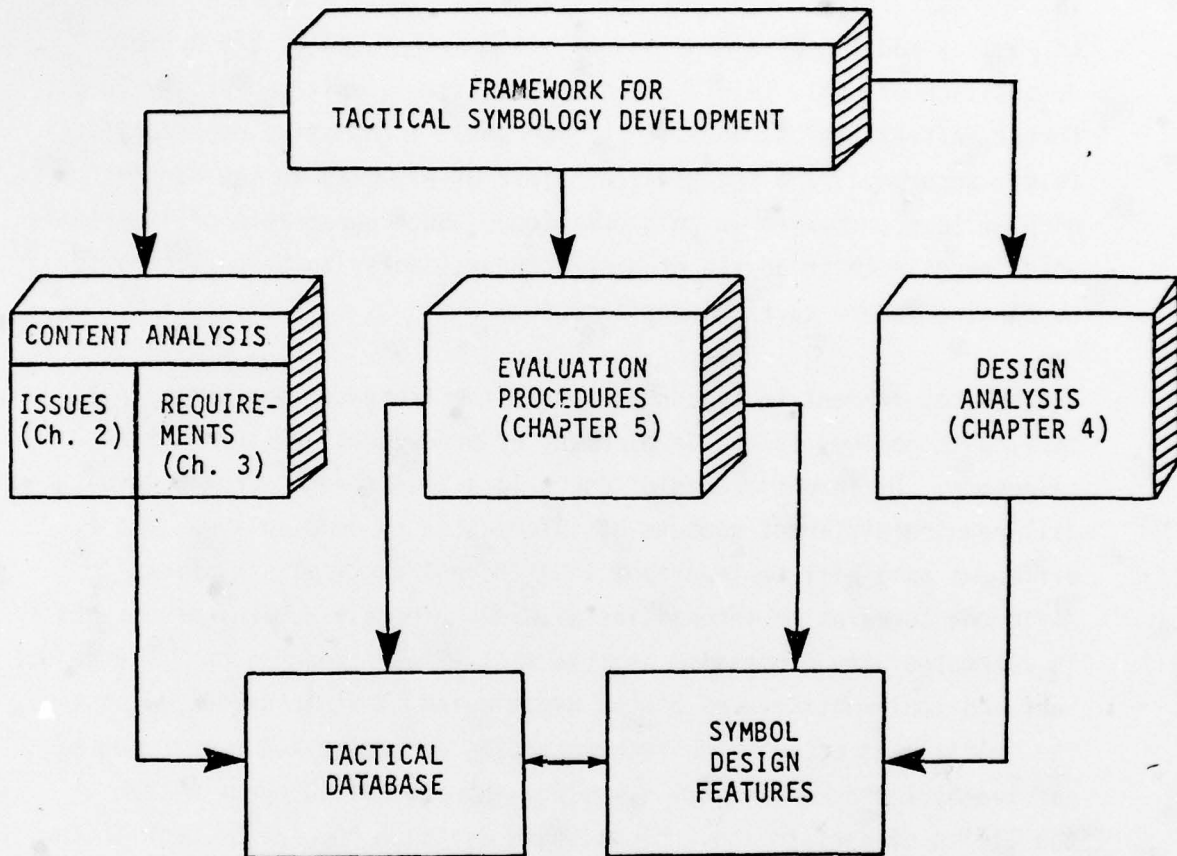 FRAMEWORK FOR
TACTICAL SYMBOLOGY DEVELOPMENT
CONTENT ANALYSIS
ISSUES
(Ch. 2)
REQUIRE-
MENTS
(Ch. 3)
EVALUATION
PROCEDURES
(CHAPTER 5)
DESIGN
ANALYSIS
(CHAPTER 4)
TACTICAL
DATABASE
SYMBOL
DESIGN
FEATURES